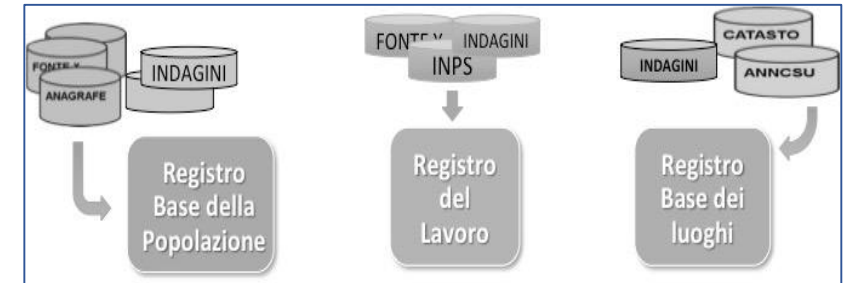 FONTE X
ANAGRAFE
INDAGINI
Registro
Base della
Popolazione
FONTE X
INDAGINI
INPS
Registro
del
Lavoro
INDAGINI
CATASTO
ANNCSU
Registro
Base dei
luoghi